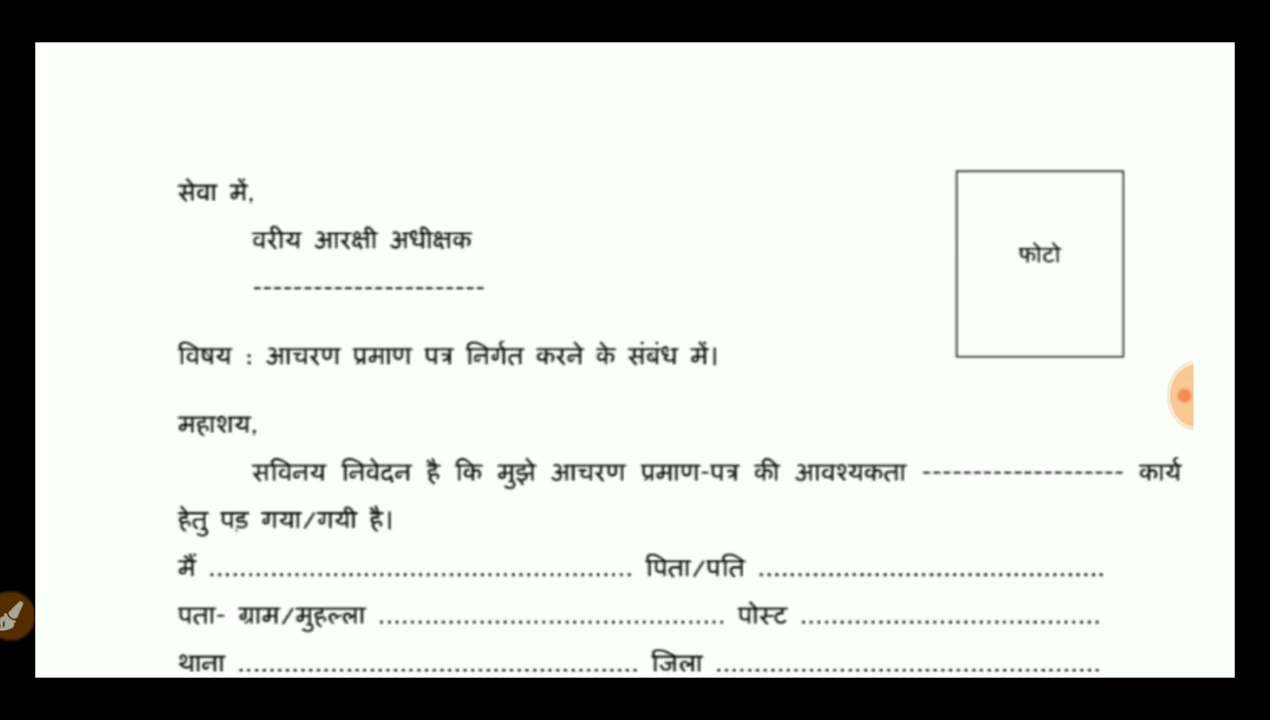 सेवा में,
वरीय आरक्षी अधीक्षक
-----------------------
फोटो
विषय : आचरण प्रमाण पत्र निर्गत करने के संबंध में।
महाशय,
सविनय निवेदन है कि मुझे आचरण प्रमाण-पत्र की आवश्यकता -------------------- कार्य
हेतु पड़ गया/गयी है।
मैं ....................................................... पिता/पति .............................................
पता- ग्राम/मुहल्ला ............................................. पोस्ट .......................................
थाना .................................................... जिला ..................................................